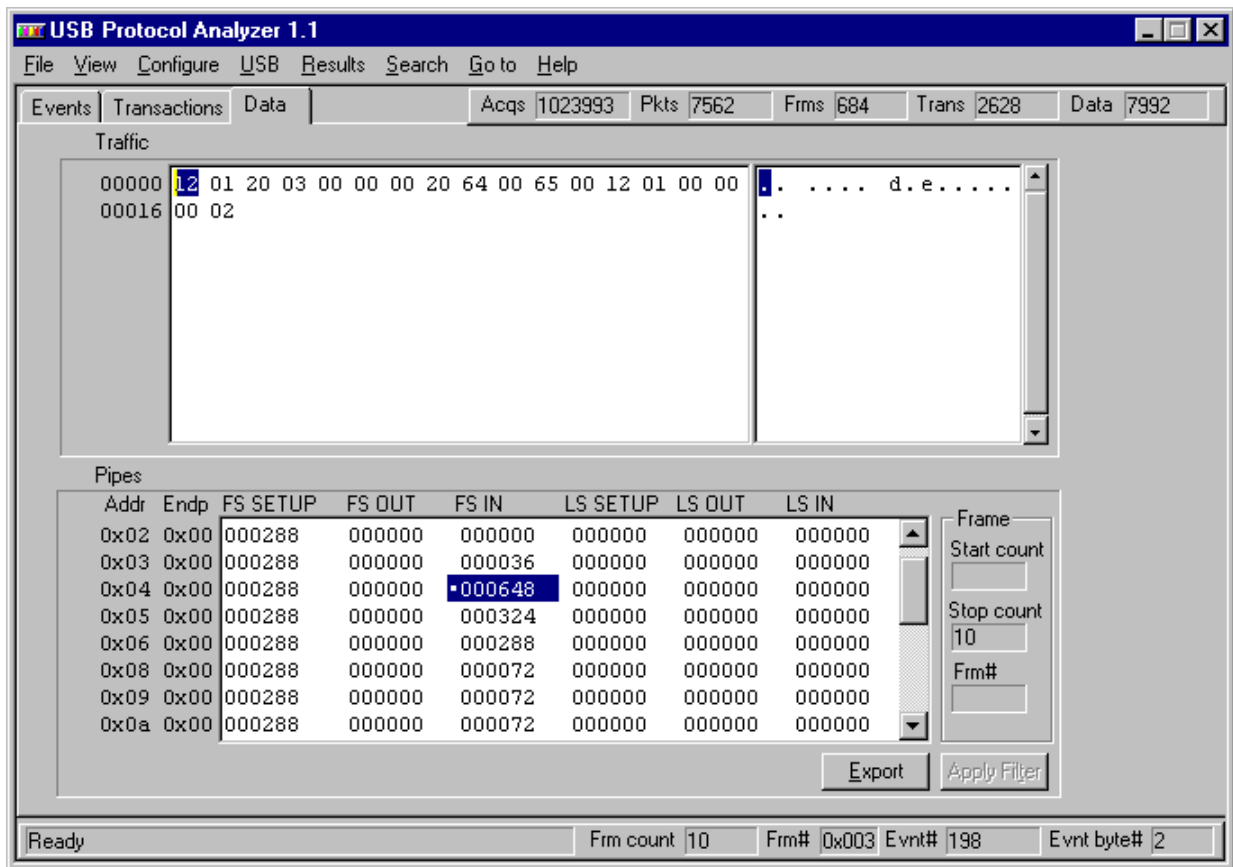 USB Protocol Analyzer 1.1
File View Configure USB Results Search Go to Help
Events Transactions Data Acqs 1023993 Pkts 7562 Frms 684 Trans 2628 Data 7992
Traffic
00000 12 01 20 03 00 00 00 20 64 00 65 00 12 01 00 00 . . . . . . d . e . . . . .
00016 00 02 . .
Pipes
Addr Endp FS SETUP FS OUT FS IN LS SETUP LS OUT LS IN
0x02 0x00 000288 000000 000000 000000 000000 000000
0x03 0x00 000288 000000 000036 000000 000000 000000
0x04 0x00 000288 000000 000648 000000 000000 000000
0x05 0x00 000288 000000 000324 000000 000000 000000
0x06 0x00 000288 000000 000288 000000 000000 000000
0x08 0x00 000288 000000 000072 000000 000000 000000
0x09 0x00 000288 000000 000072 000000 000000 000000
0x0a 0x00 000288 000000 000072 000000 000000 000000
Frame
Start count
Stop count
10
Frm#
Export Apply Filter
Ready Frm count 10 Frm# 0x003 Evnt# 198 Evnt byte# 2